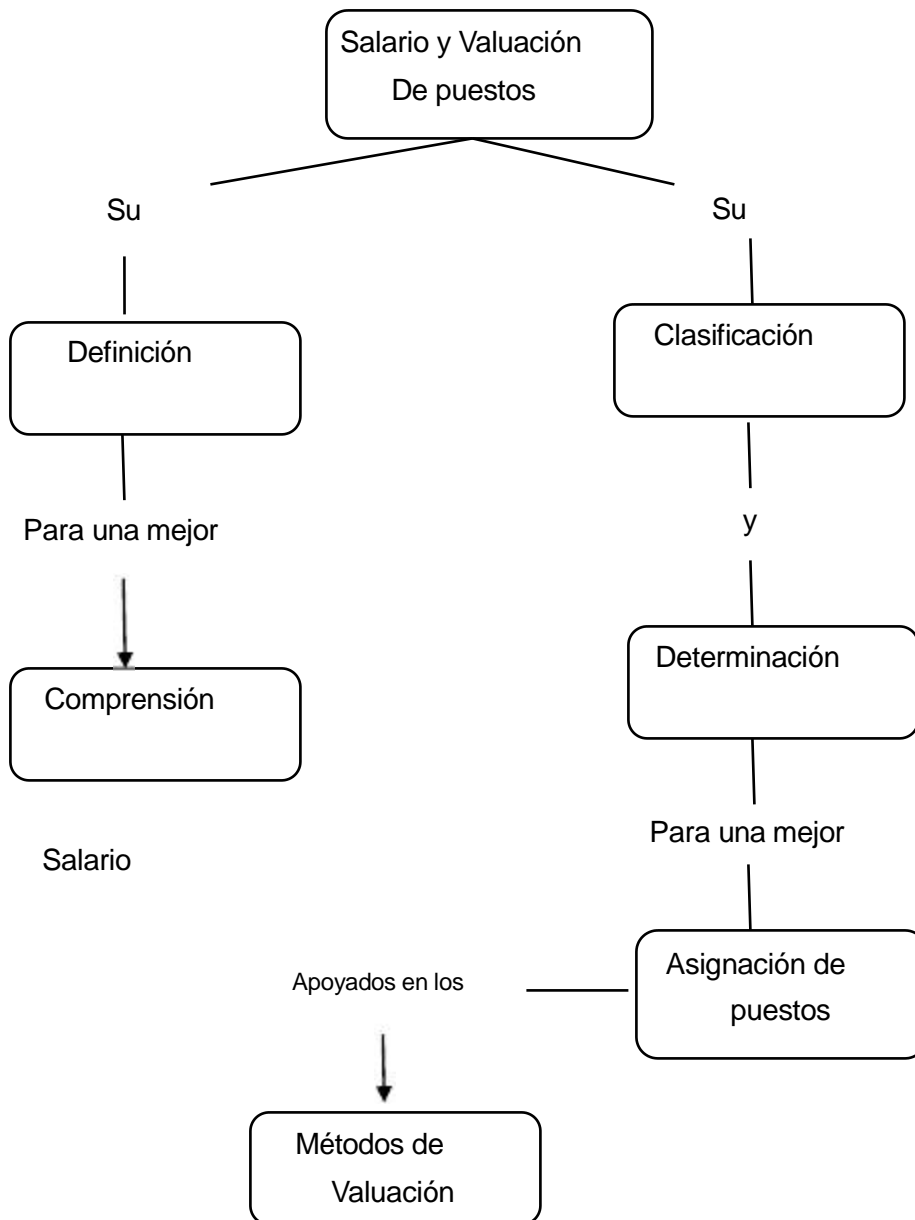 Salario y Valuación
De puestos
Su
Su
Definición
Clasificación
Para una mejor
y
Comprensión
Determinación
Salario
Para una mejor
Asignación de
puestos
Apoyados en los
Métodos de
Valuación